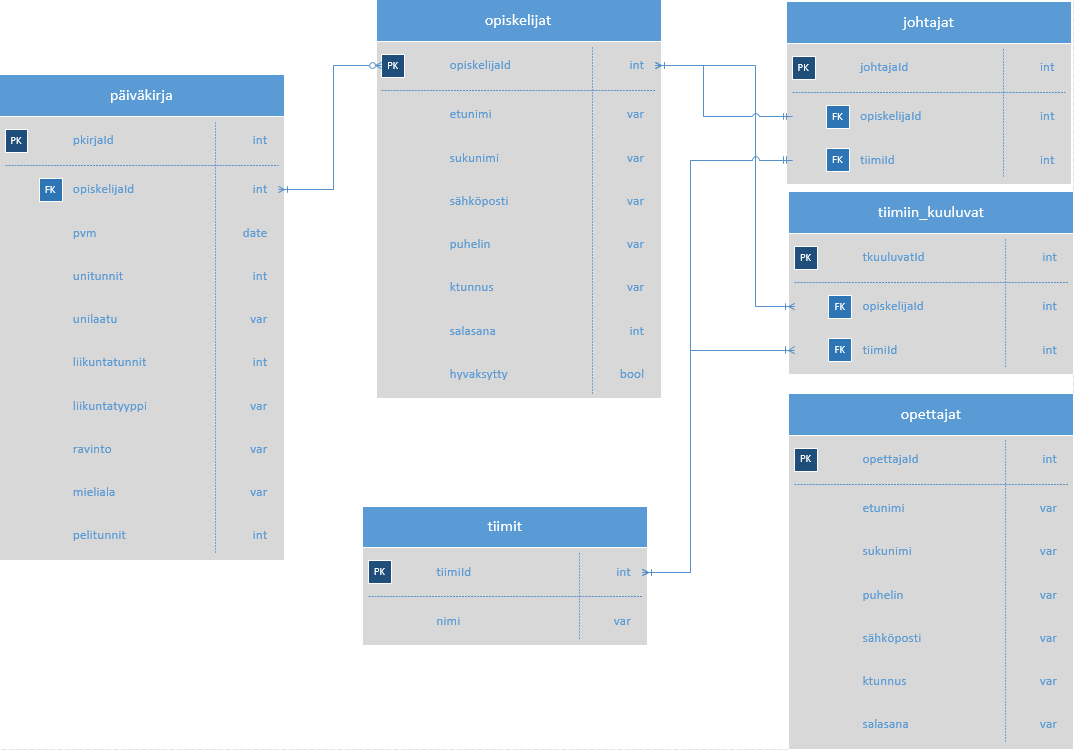 päiväkirja
PK pkirjaId int
FK opiskelijaId int
pvm date
unitunnit int
unilaatu var
liikuntatunnit int
liikuntatyyppi var
ravinto var
mieliala var
pelitunnit int
opiskelijat
PK opiskelijaId int
etunimi var
sukunimi var
sähköposti var
puhelin var
ktunnus var
salasana int
hyvaksytty bool
tiimit
PK tiimiId int
nimi var
johtajat
PK johtajaId int
FK opiskelijaId int
FK tiimiId int
tiimiin_kuuluvat
PK tkuuluvatId int
FK opiskelijaId int
FK tiimiId int
opettajat
PK opettajaId int
etunimi var
sukunimi var
puhelin var
sähköposti var
ktunnus var
salasana var